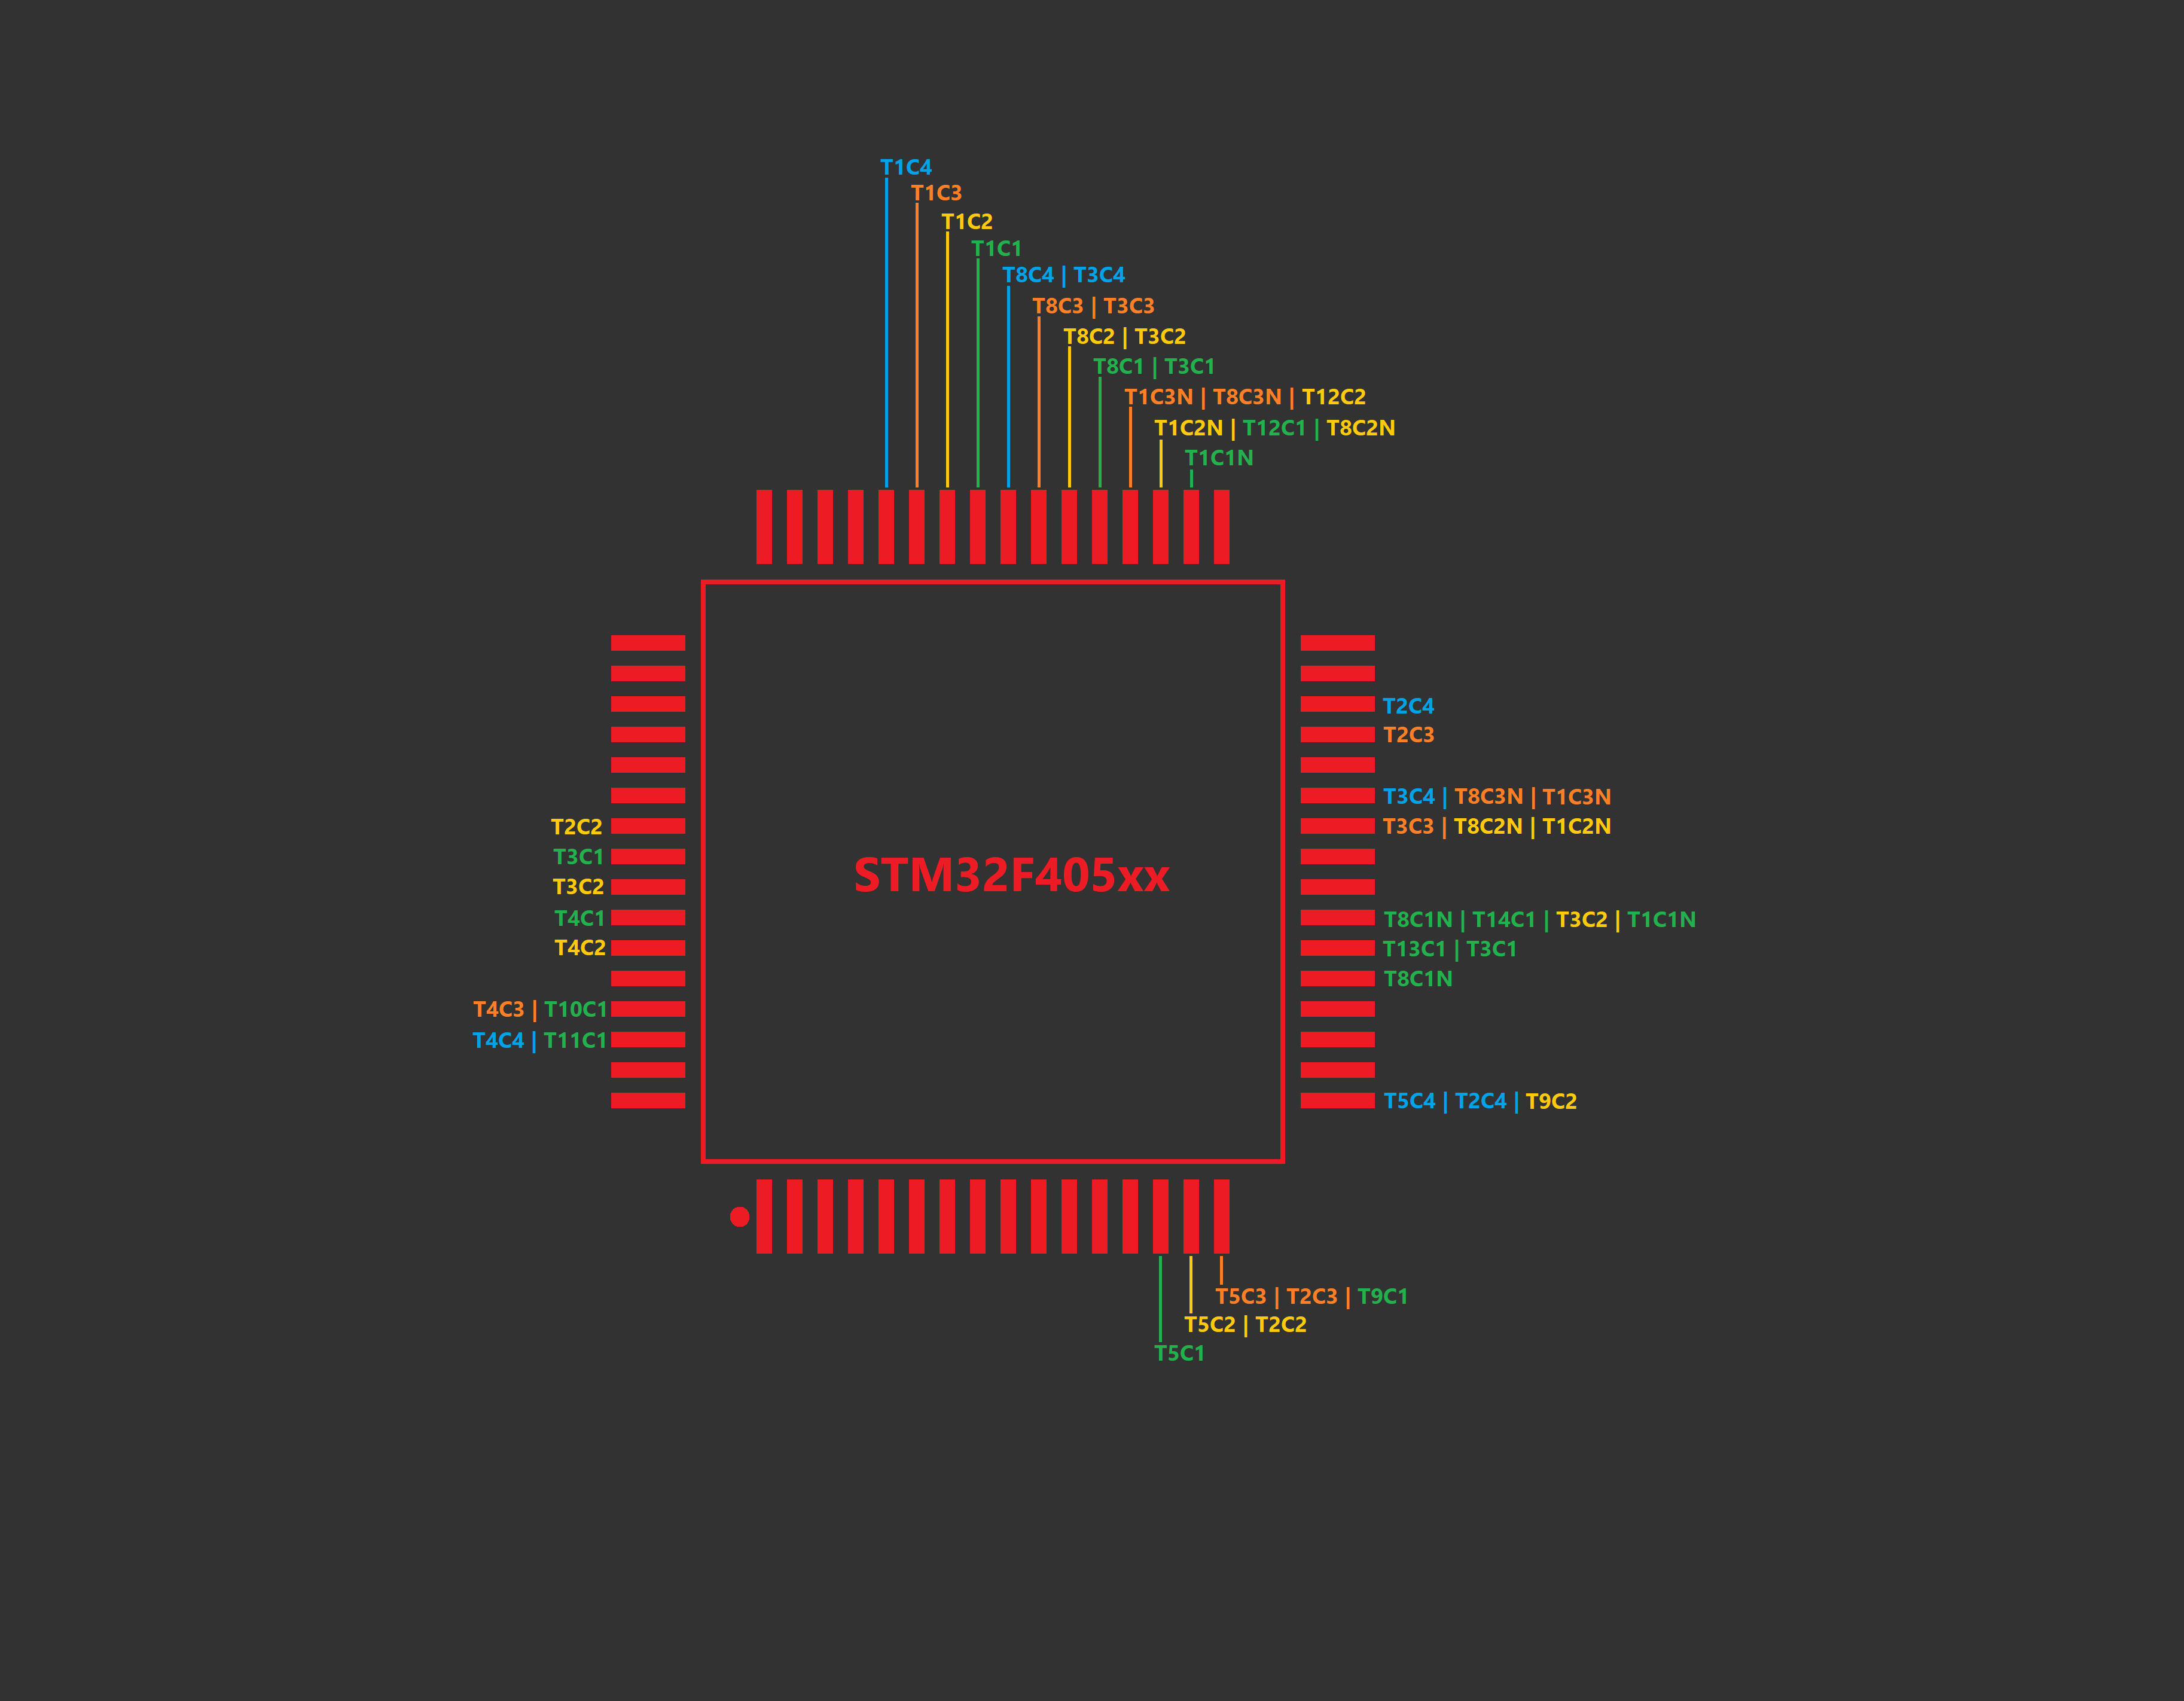 T1C4
T1C3
T1C2
T1C1
T8C4 | T3C4
T8C3 | T3C3
T8C2 | T3C2
T8C1 | T3C1
T1C3N | T8C3N | T12C2
T1C2N | T12C1 | T8C2N
T1C1N
T2C4
T2C3
T3C4 | T8C3N | T1C3N
T3C3 | T8C2N | T1C2N
T8C1N | T14C1 | T3C2 | T1C1N
T13C1 | T3C1
T8C1N
T5C4 | T2C4 | T9C2
T2C2
T3C1
T3C2
T4C1
T4C2
T4C3 | T10C1
T4C4 | T11C1
STM32F405xx
T5C3 | T2C3 | T9C1
T5C2 | T2C2
T5C1